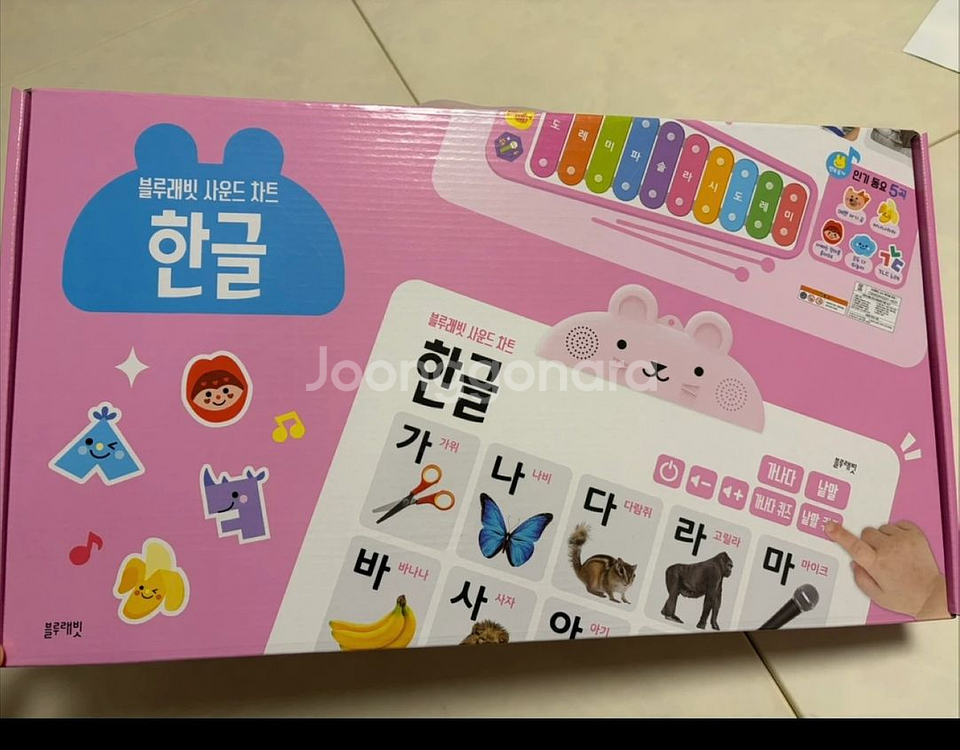 블루래빗 사운드 차트
한글
도 레 미 파 솔 라 시 도 레 미
인기 동요 5곡
Joonggonara
블루래빗 사운드 차트
한글
블루래빗
가나다 낱말
가나다 퀴즈 낱말
가 가위
나 나비
다 다람쥐
라 고릴라
마 마이크
바 바나나
사 사자
아 아기
블루래빗